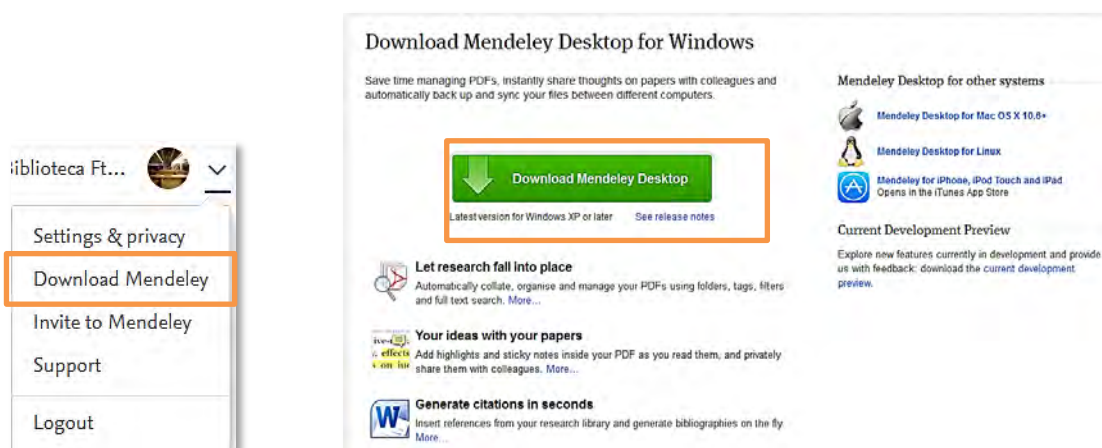 Biblioteca Ft...
Settings & privacy
Download Mendeley
Invite to Mendeley
Support
Logout
Download Mendeley Desktop for Windows
Save time managing PDFs, instantly share thoughts on papers with colleagues and
automatically back up and sync your files between different computers.
Download Mendeley Desktop
Latest version for Windows XP or later See release notes
Let research fall into place
Automatically collate, organise and manage your PDFs using folders, tags, filters
and full text search. More...
Your ideas with your papers
Add highlights and sticky notes inside your PDF as you read them, and privately
share them with colleagues. More...
Generate citations in seconds
Insert references from your research library and generate bibliographies on the fly
More...
Mendeley Desktop for other systems
Mendeley Desktop for Mac OS X 10.6+
Mendeley Desktop for Linux
Mendeley for iPhone, iPod Touch and iPad
Opens in the iTunes App Store
Current Development Preview
Explore new features currently in development and provide
us with feedback: download the current development
preview.